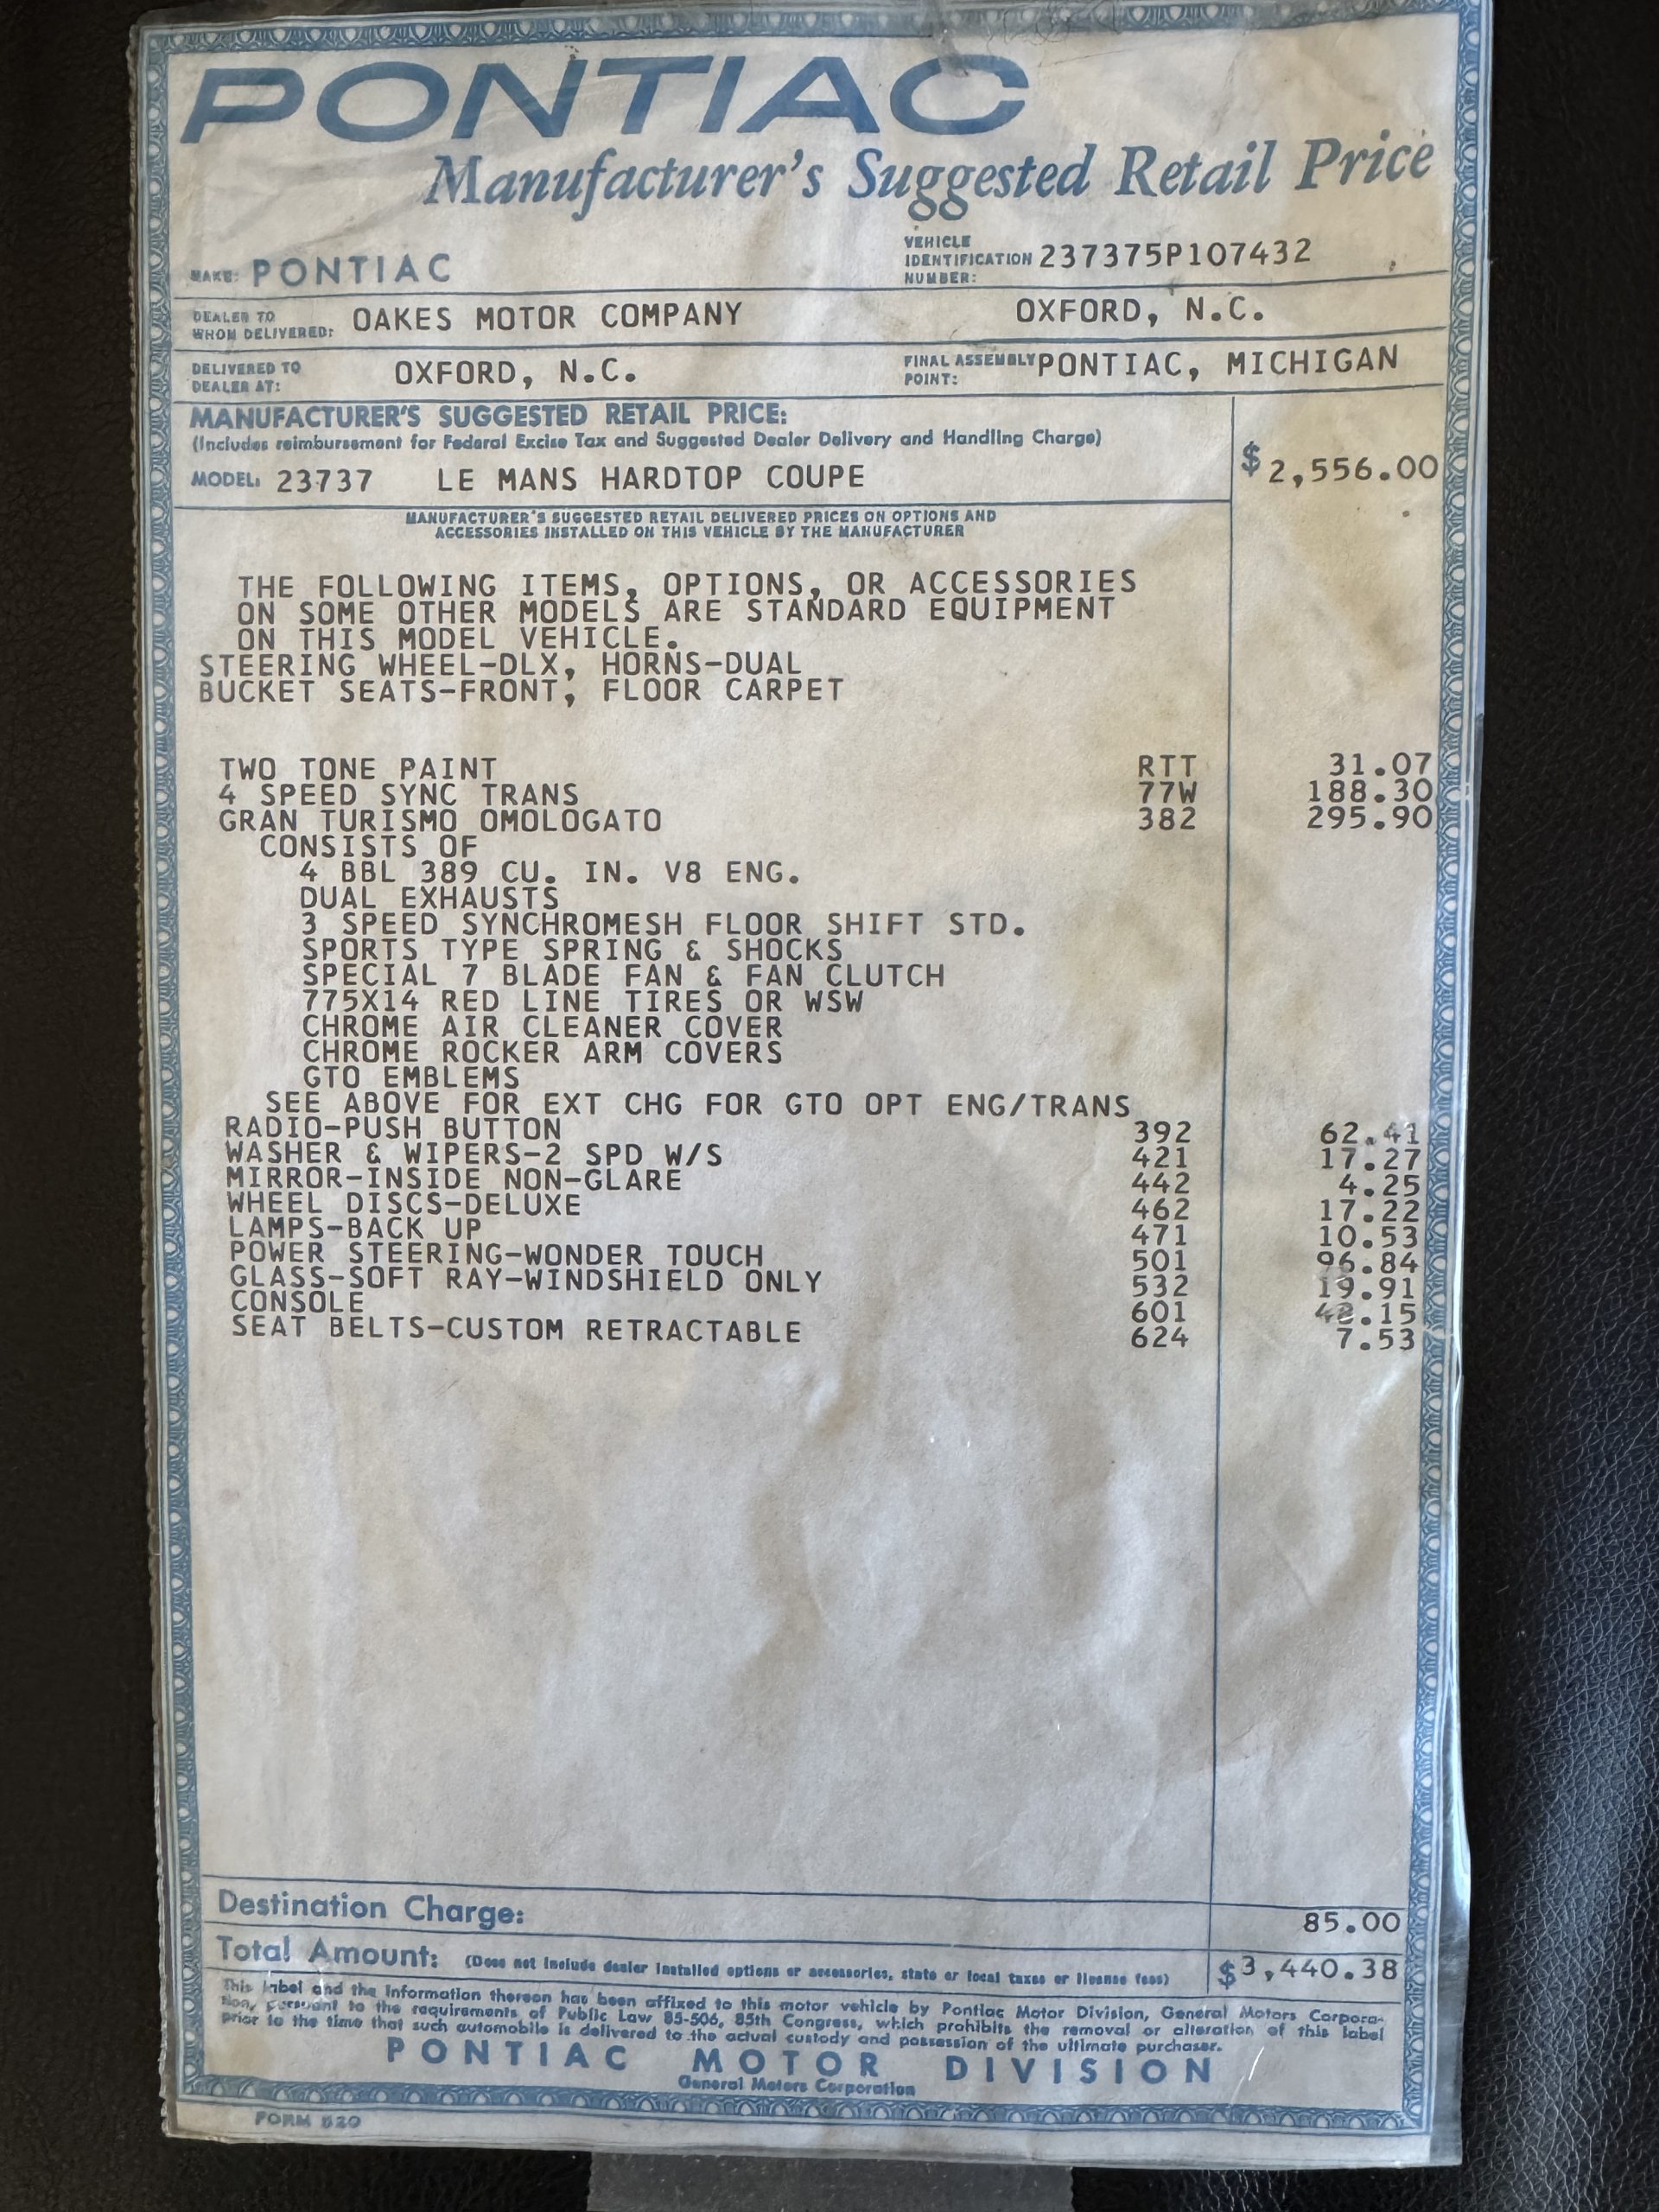 PONTIAC
Manufacturer's Suggested Retail Price
MAKE: PONTIAC VEHICLE IDENTIFICATION NUMBER: 237375P107432
DEALER TO WHOM DELIVERED: OAKES MOTOR COMPANY OXFORD, N.C.
DELIVERED TO DEALER AT: OXFORD, N.C. FINAL ASSEMBLY POINT: PONTIAC, MICHIGAN
MANUFACTURER'S SUGGESTED RETAIL PRICE:
(Includes reimbursement for Federal Excise Tax and Suggested Dealer Delivery and Handling Charge)
MODEL: 23737 LE MANS HARDTOP COUPE $2,556.00
MANUFACTURER'S SUGGESTED RETAIL DELIVERED PRICES ON OPTIONS AND
ACCESSORIES INSTALLED ON THIS VEHICLE BY THE MANUFACTURER
THE FOLLOWING ITEMS, OPTIONS, OR ACCESSORIES
ON SOME OTHER MODELS ARE STANDARD EQUIPMENT
ON THIS MODEL VEHICLE.
STEERING WHEEL-DLX, HORNS-DUAL
BUCKET SEATS-FRONT, FLOOR CARPET
TWO TONE PAINT RTT 31.07
4 SPEED SYNC TRANS 77W 188.30
GRAN TURISMO OMOLOGATO 382 295.90
CONSISTS OF
4 BBL 389 CU. IN. V8 ENG.
DUAL EXHAUSTS
3 SPEED SYNCHROMESH FLOOR SHIFT STD.
SPORTS TYPE SPRING & SHOCKS
SPECIAL 7 BLADE FAN & FAN CLUTCH
775X14 RED LINE TIRES OR WSW
CHROME AIR CLEANER COVER
CHROME ROCKER ARM COVERS
GTO EMBLEMS
SEE ABOVE FOR EXT CHG FOR GTO OPT ENG/TRANS
RADIO-PUSH BUTTON 392 62.41
WASHER & WIPERS-2 SPD W/S 421 17.27
MIRROR-INSIDE NON-GLARE 442 4.25
WHEEL DISCS-DELUXE 462 17.22
LAMPS-BACK UP 471 10.53
POWER STEERING-WONDER TOUCH 501 96.84
GLASS-SOFT RAY-WINDSHIELD ONLY 532 19.91
CONSOLE 601 48.15
SEAT BELTS-CUSTOM RETRACTABLE 624 7.53
Destination Charge: 85.00
Total Amount: (Does not include dealer installed options or accessories, state or local taxes or license fees) $3,440.38
This label and the information thereon has been affixed to this motor vehicle by Pontiac Motor Division, General Motors Corpora-
tion, pursuant to the requirements of Public Law 85-506, 85th Congress, which prohibits the removal or alteration of this label
prior to the time that such automobile is delivered to the actual custody and possession of the ultimate purchaser.
PONTIAC MOTOR DIVISION
General Motors Corporation
FORM 520